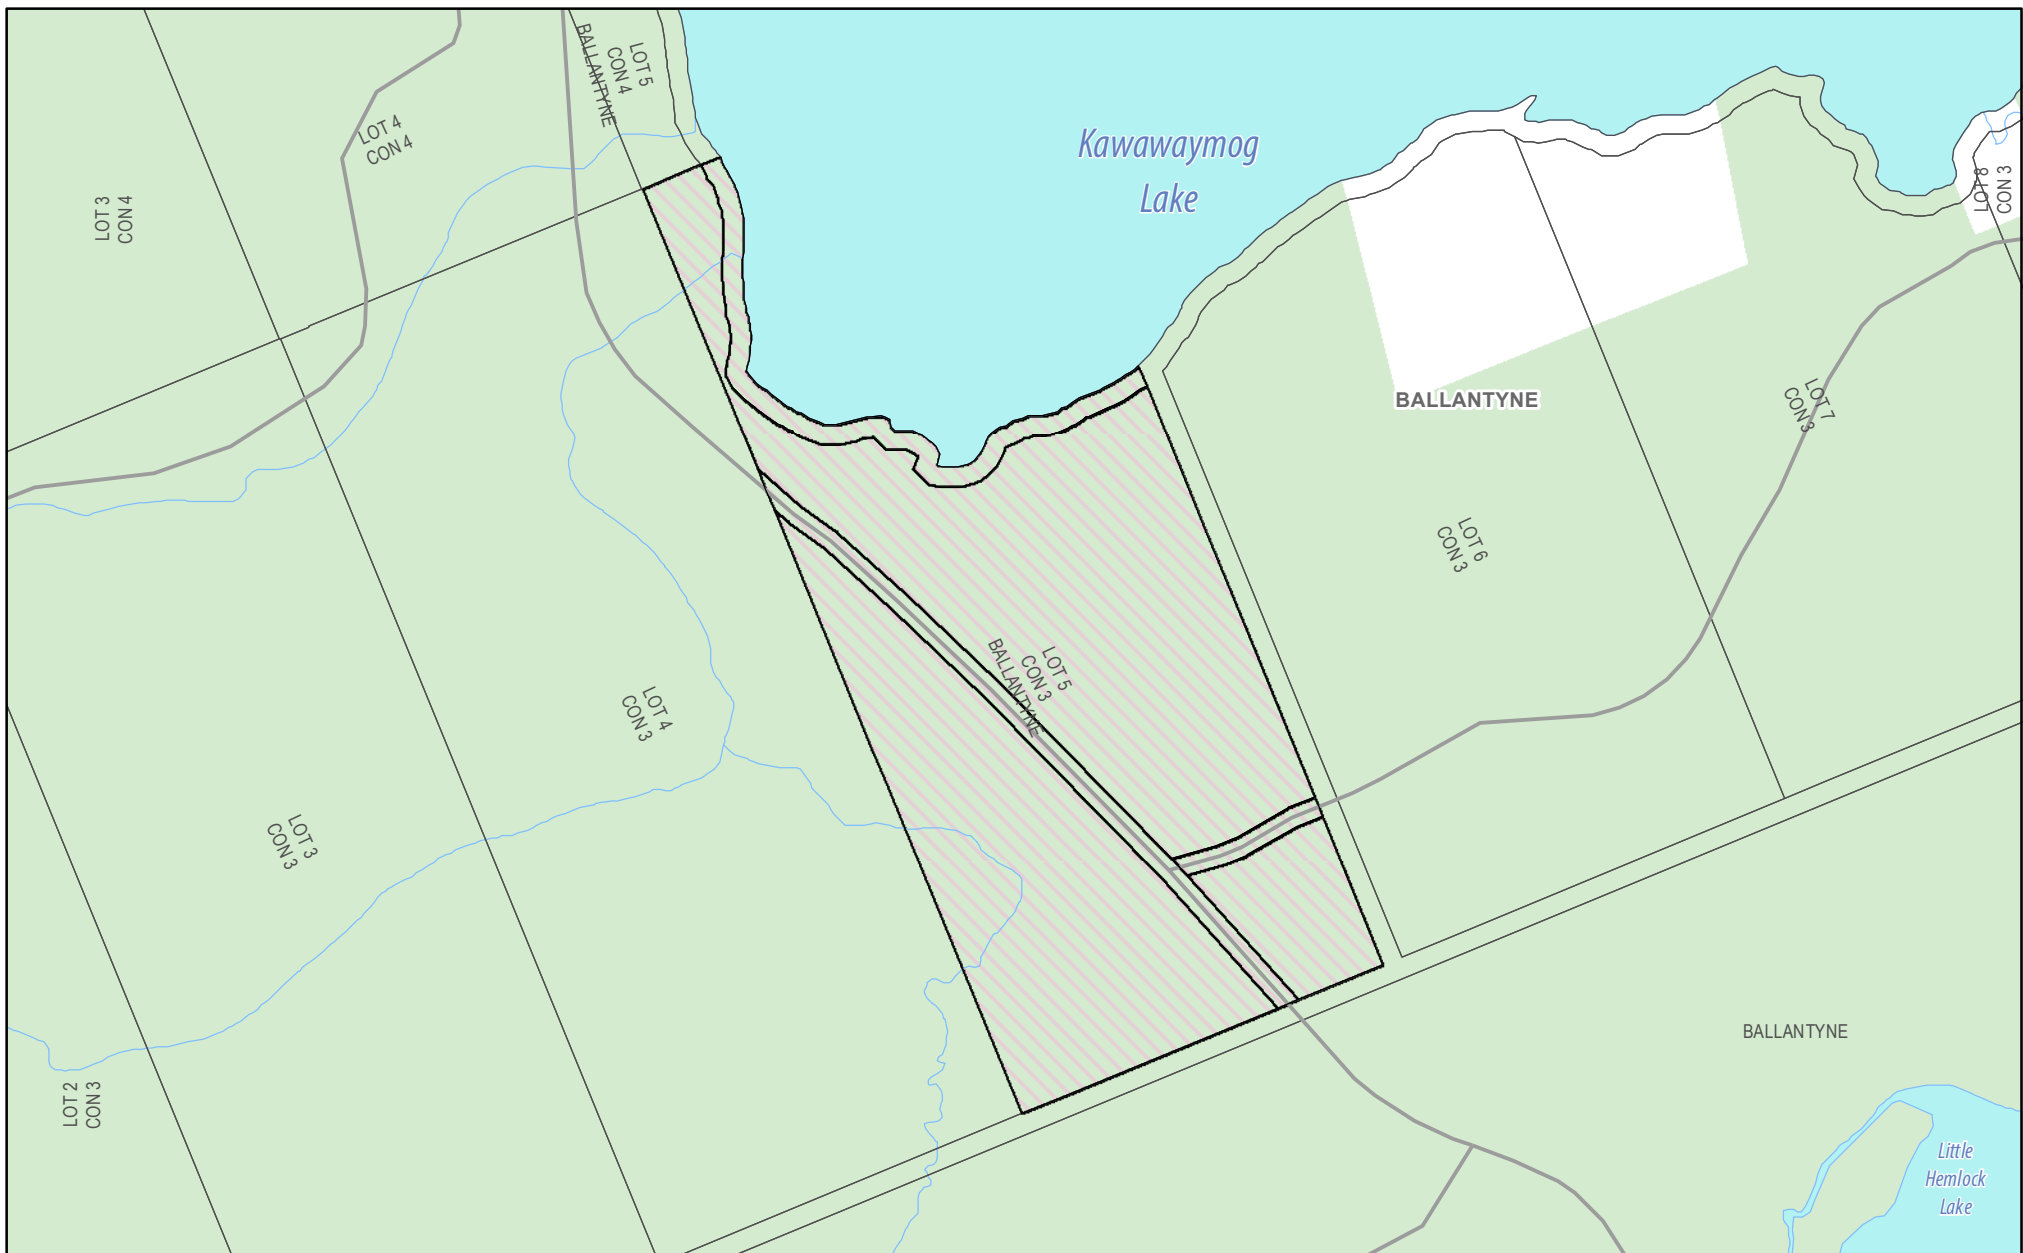 BALLANTYNE
LOT 5
CON 4
LOT 4
CON 4
LOT 3
CON 4
Kawawaymog
Lake
LOT 8
CON 3
BALLANTYNE
LOT 7
CON 3
LOT 6
CON 3
LOT 5
CON 3
BALLANTYNE
LOT 4
CON 3
LOT 3
CON 3
BALLANTYNE
LOT 2
CON 3
Little
Hemlock
Lake